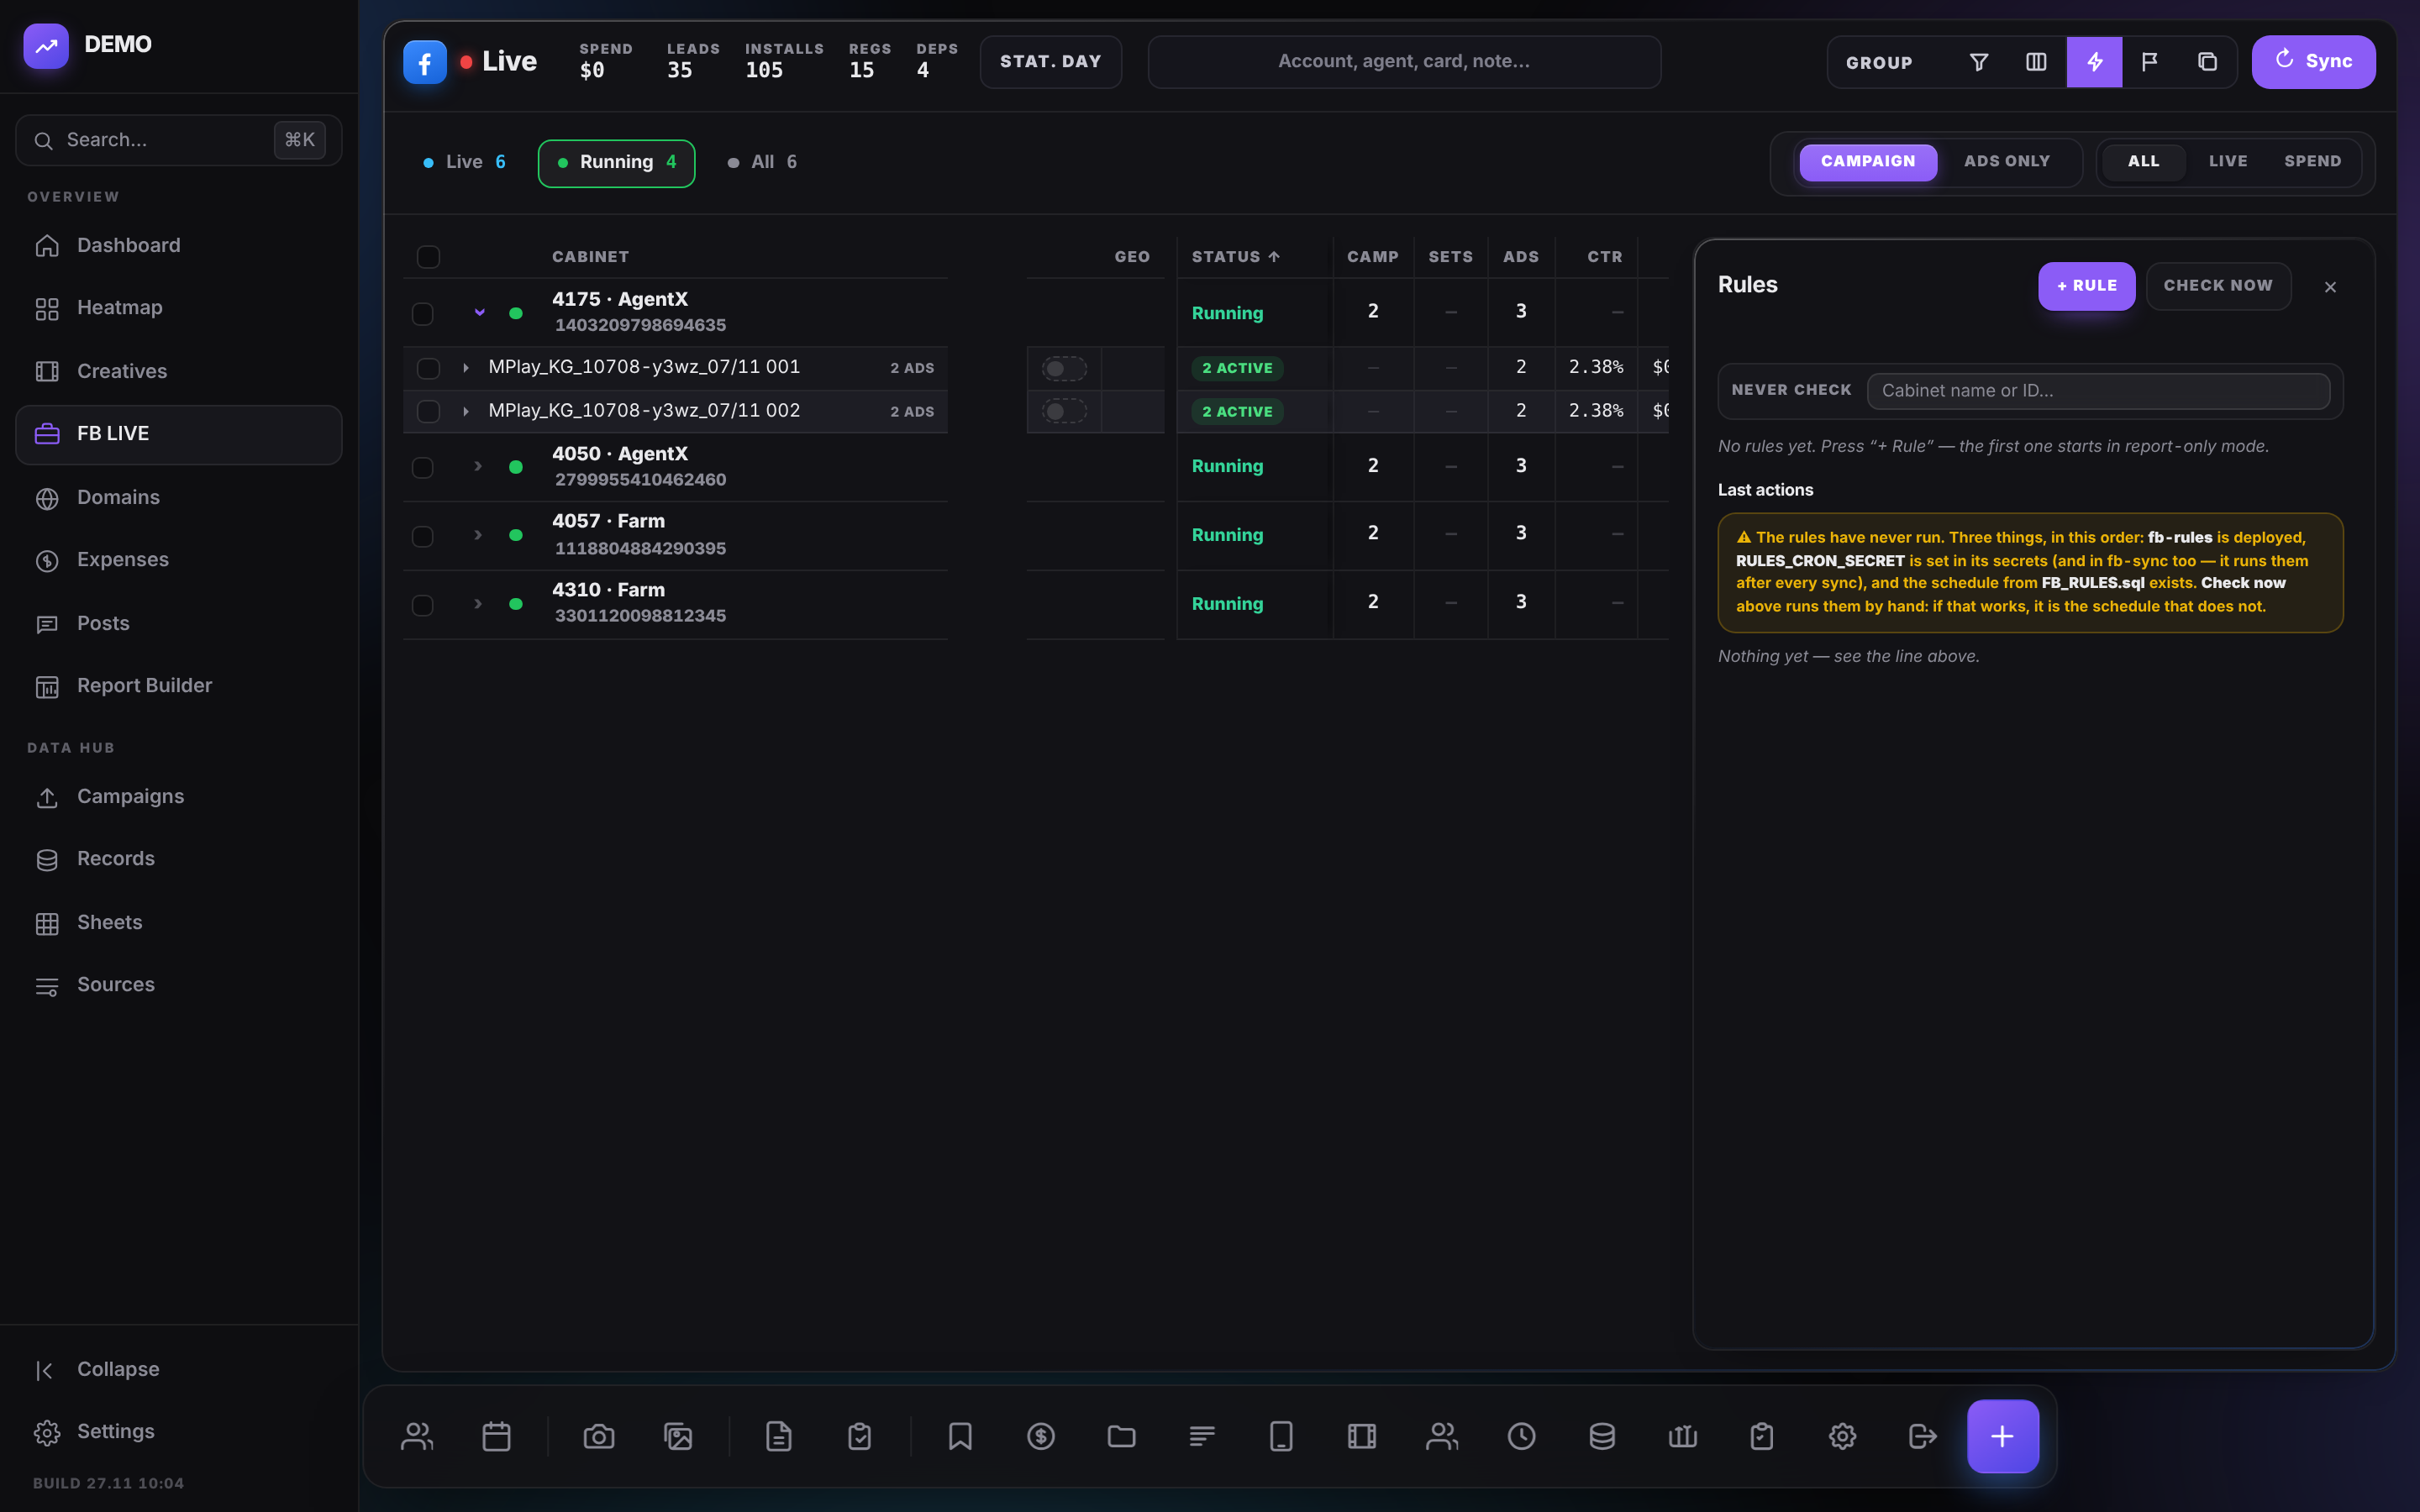 DEMO
Search...
⌘K
OVERVIEW
Dashboard
Heatmap
Creatives
FB LIVE
Domains
Expenses
Posts
Report Builder
DATA HUB
Campaigns
Records
Sheets
Sources
Collapse
Settings
BUILD 27.11 10:04
Live
SPEND LEADS INSTALLS REGS DEPS
$0 35 105 15 4
STAT. DAY
Account, agent, card, note...
GROUP
Sync
Live 6
Running 4
All 6
CAMPAIGN
ADS ONLY
ALL
LIVE
SPEND
CABINET GEO STATUS ↑ CAMP SETS ADS CTR
4175 · AgentX
1403209798694635
Running 2 – 3 –
MPlay_KG_10708-y3wz_07/11 001 2 ADS 2 ACTIVE – – 2 2.38%
MPlay_KG_10708-y3wz_07/11 002 2 ADS 2 ACTIVE – – 2 2.38%
4050 · AgentX
2799955410462460
Running 2 – 3 –
4057 · Farm
1118804884290395
Running 2 – 3 –
4310 · Farm
3301120098812345
Running 2 – 3 –
Rules
+ RULE
CHECK NOW
×
NEVER CHECK
Cabinet name or ID...
No rules yet. Press “+ Rule” — the first one starts in report-only mode.
Last actions
⚠ The rules have never run. Three things, in this order: fb-rules is deployed,
RULES_CRON_SECRET is set in its secrets (and in fb-sync too — it runs them
after every sync), and the schedule from FB_RULES.sql exists. Check now
above runs them by hand: if that works, it is the schedule that does not.
Nothing yet — see the line above.